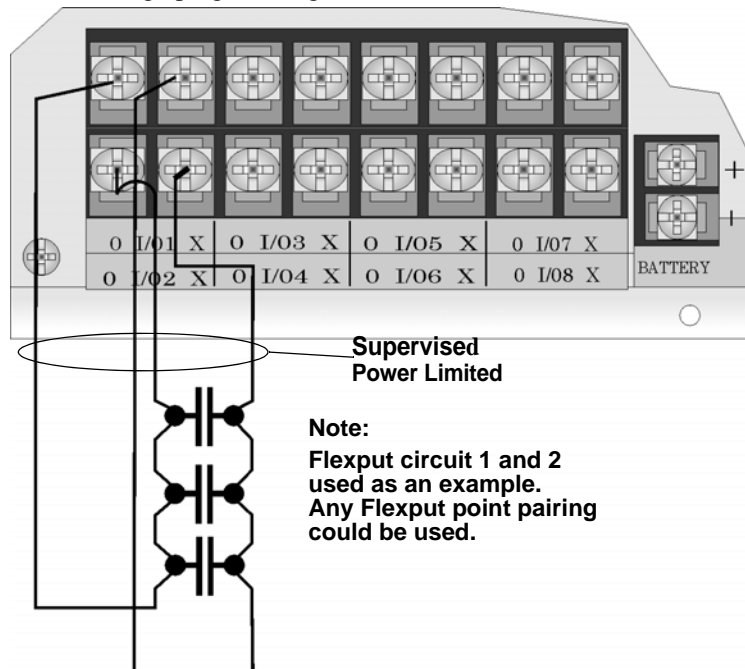 0 I/01 X 0 I/03 X 0 I/05 X 0 I/07 X
0 I/02 X 0 I/04 X 0 I/06 X 0 I/08 X
+
-
BATTERY
Supervised
Power Limited
Note:
Flexput circuit 1 and 2
used as an example.
Any Flexput point pairing
could be used.